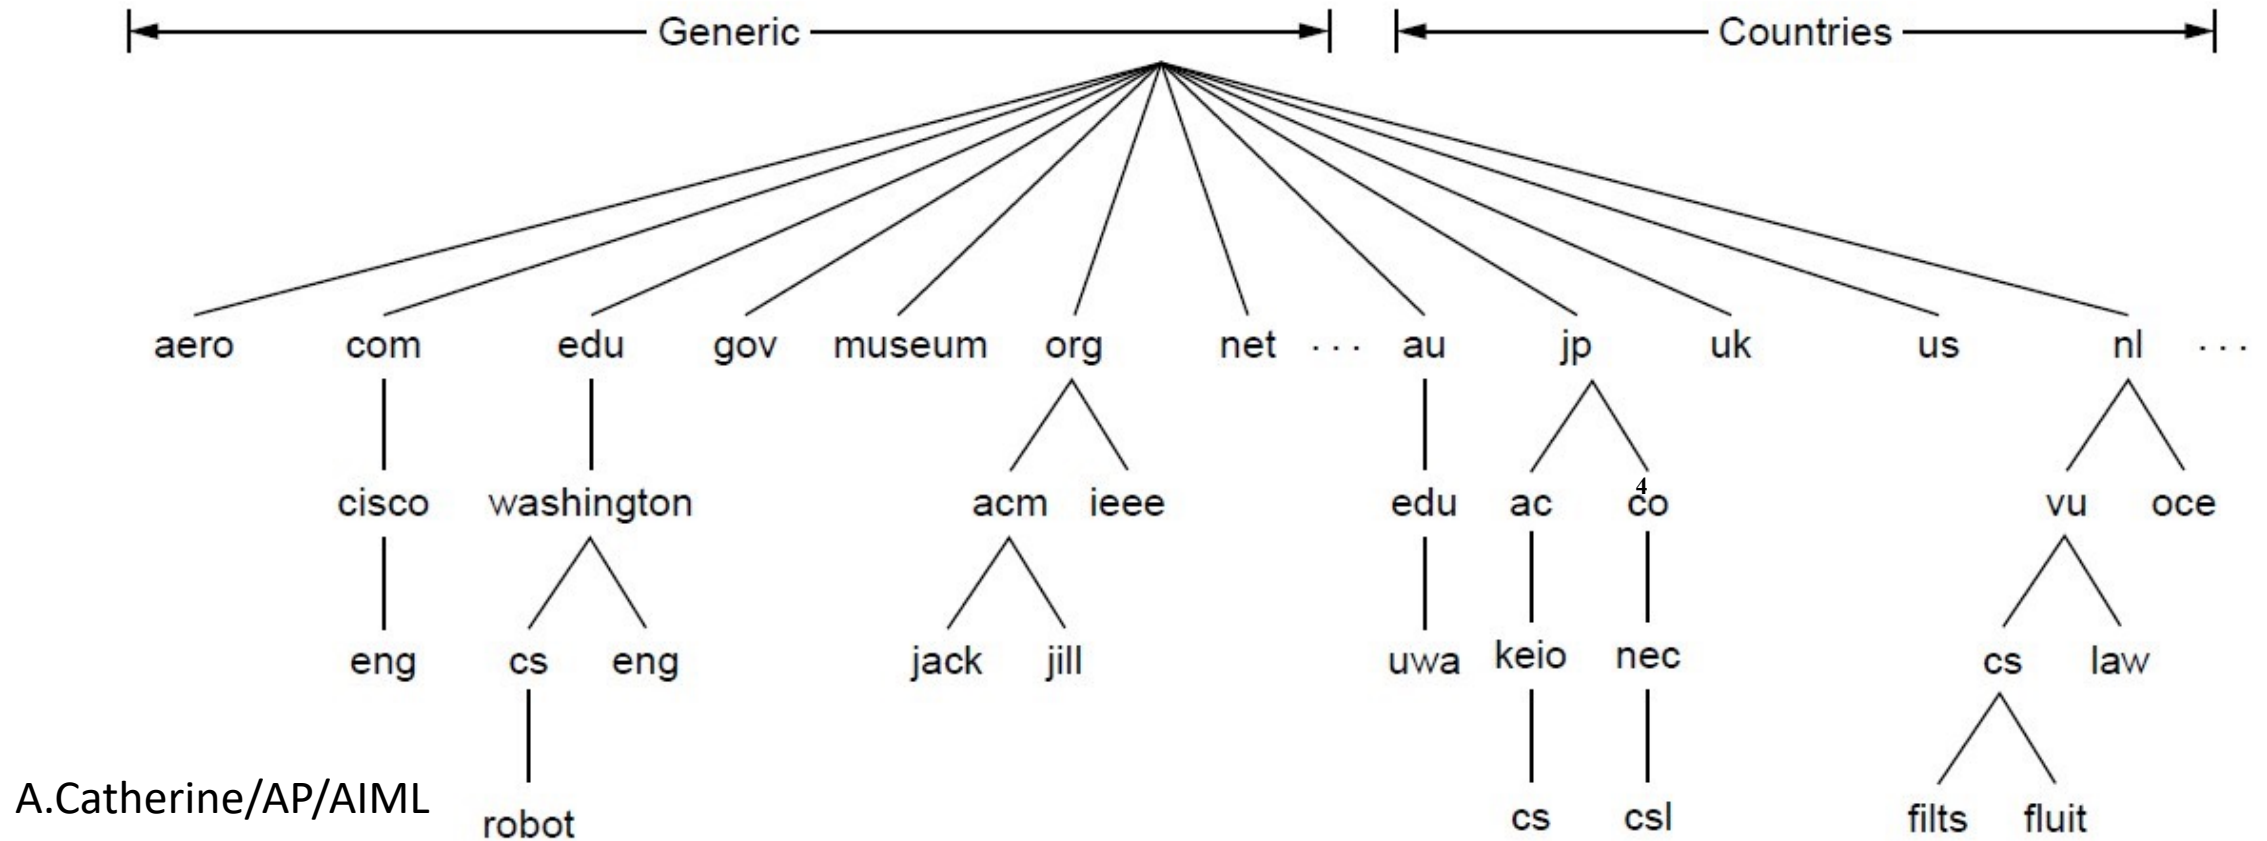 Generic Countries
aero com edu gov museum org net ... au jp uk us nl ...
4
cisco washington acm ieee edu ac co vu oce
eng cs eng jack jill uwa keio nec cs law
A.Catherine/AP/AIML
robot cs csl filts fluit